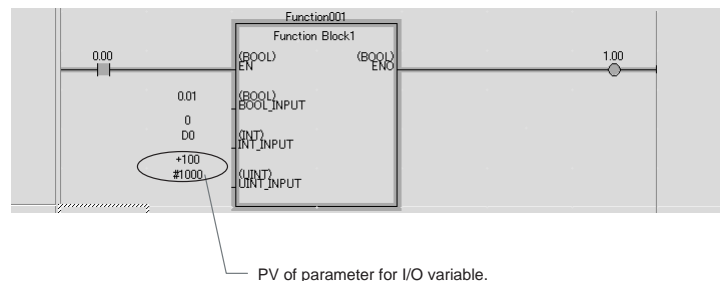 Function001
Function Block1
0.00
(BOOL)
EN
(BOOL)
ENO
1.00
0.01
(BOOL)
BOOL_INPUT
0
D0
(INT)
INT_INPUT
+100
#1000
(UINT)
UINT_INPUT
PV of parameter for I/O variable.